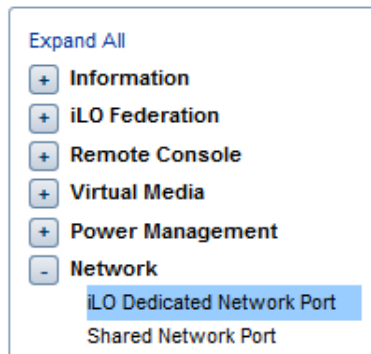 Expand All
+ Information
+ iLO Federation
+ Remote Console
+ Virtual Media
+ Power Management
- Network
iLO Dedicated Network Port
Shared Network Port